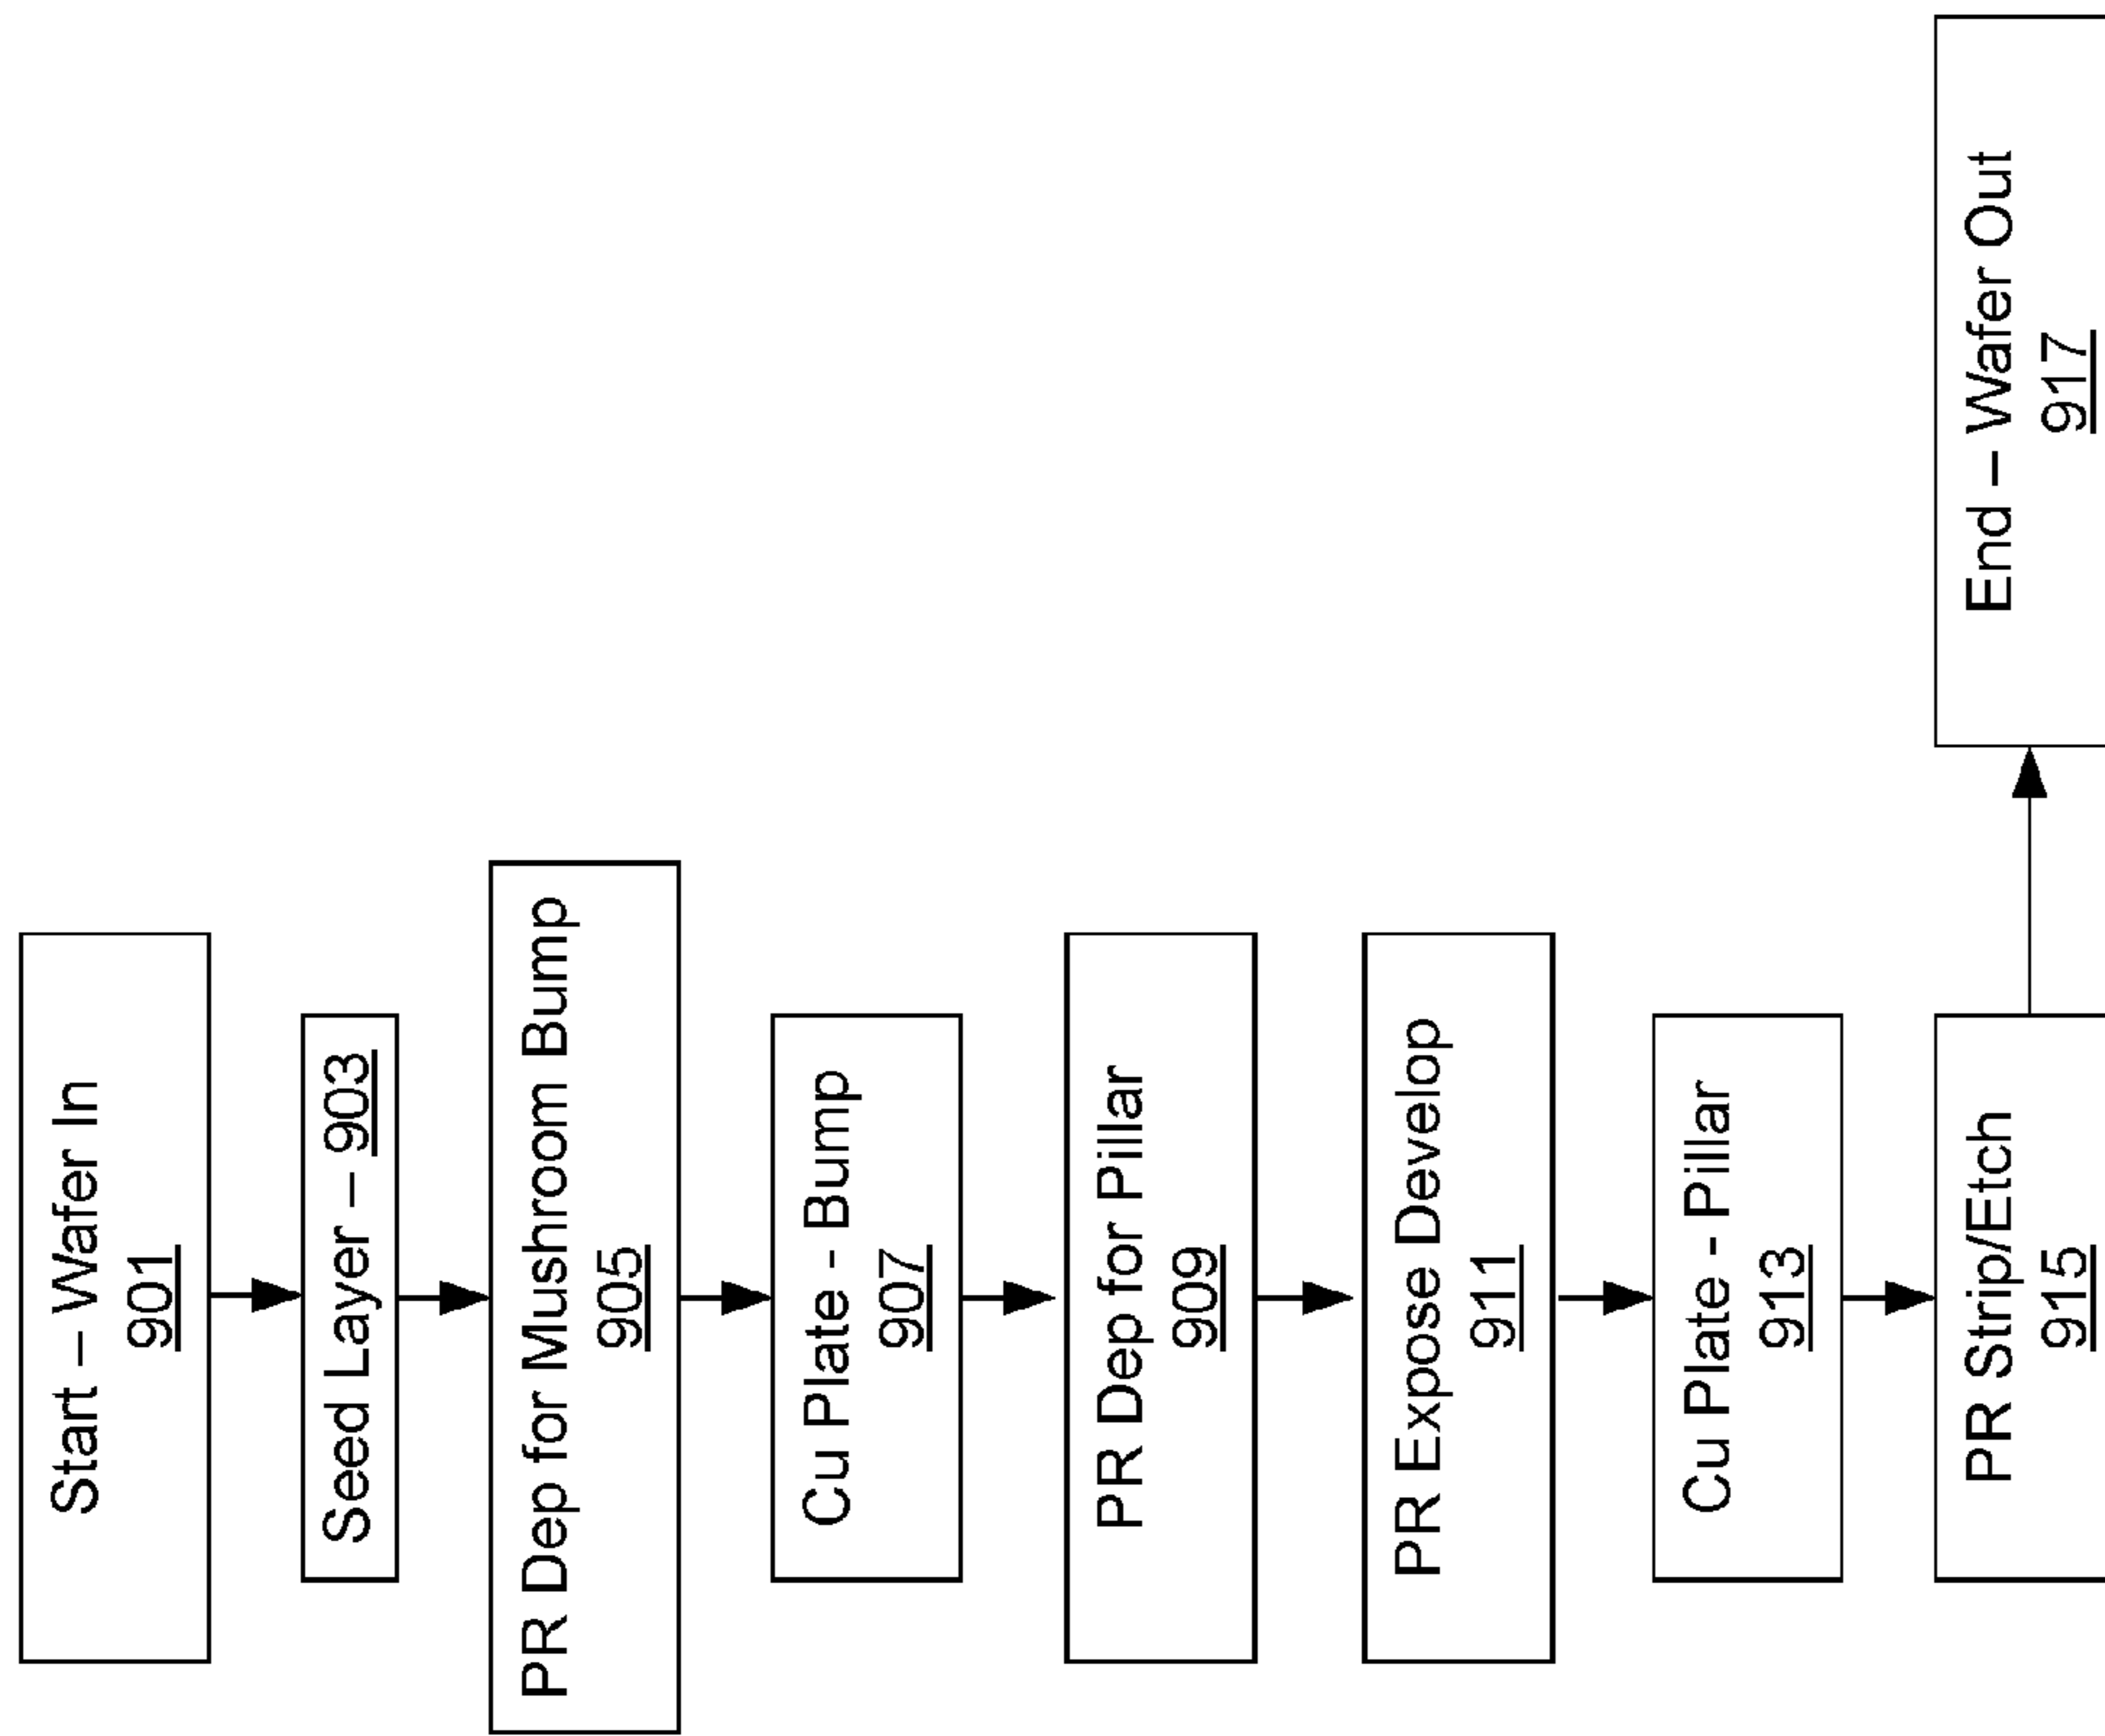 Start – Wafer In
901
Seed Layer – 903
PR Dep for Mushroom Bump
905
Cu Plate - Bump
907
PR Dep for Pillar
909
PR Expose Develop
911
Cu Plate - Pillar
913
PR Strip/Etch
915
End – Wafer Out
917